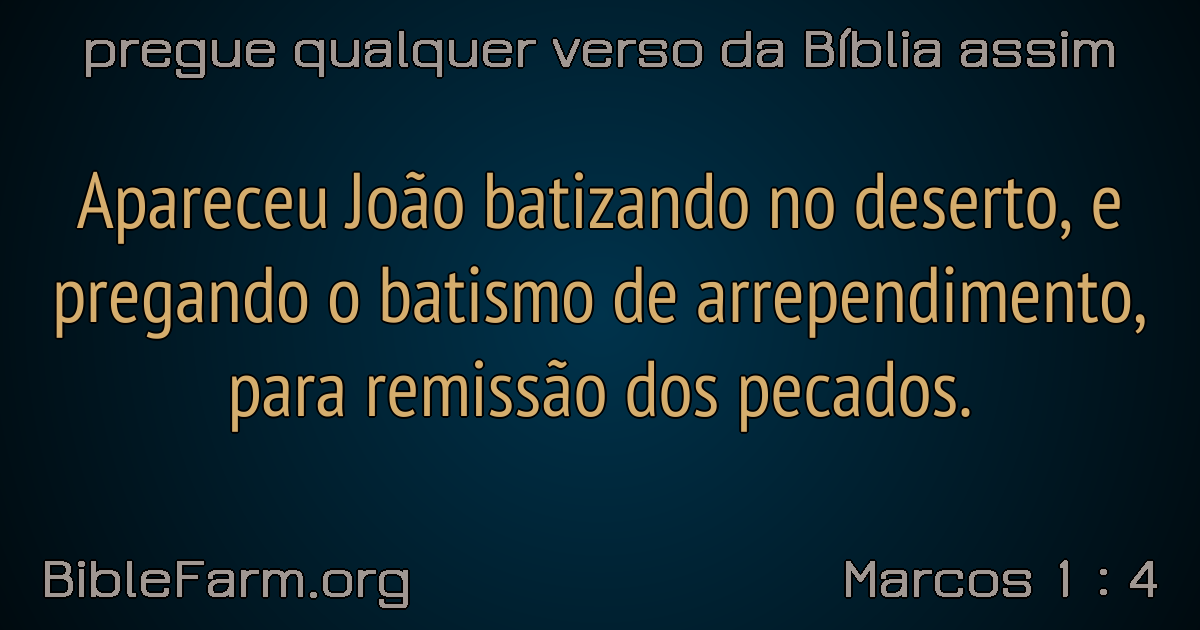 pregue qualquer verso da Bíblia assim
Apareceu João batizando no deserto, e
pregando o batismo de arrependimento,
para remissão dos pecados.
BibleFarm.org
Marcos 1 : 4